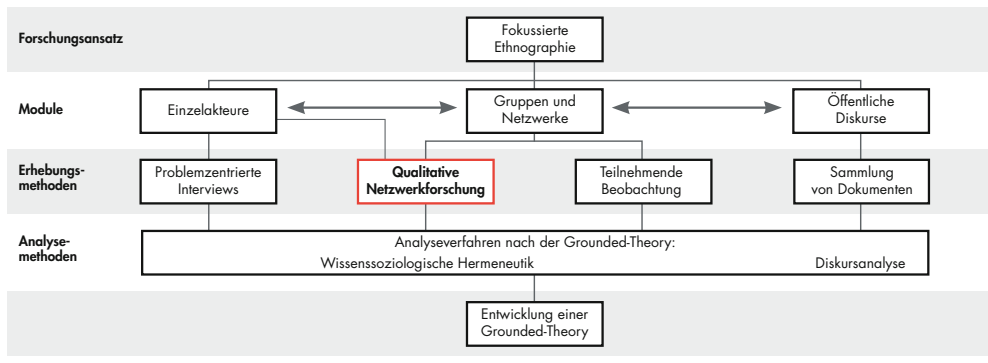 Forschungsansatz
Fokussierte
Ethnographie
Module
Einzelakteure
Gruppen und
Netzwerke
Öffentliche
Diskurse
Erhebungs-
methoden
Problemzentrierte
Interviews
Qualitative
Netzwerkforschung
Teilnehmende
Beobachtung
Sammlung
von Dokumenten
Analyse-
methoden
Analyseverfahren nach der Grounded-Theory:
Wissenssoziologische Hermeneutik
Diskursanalyse
Entwicklung einer
Grounded-Theory